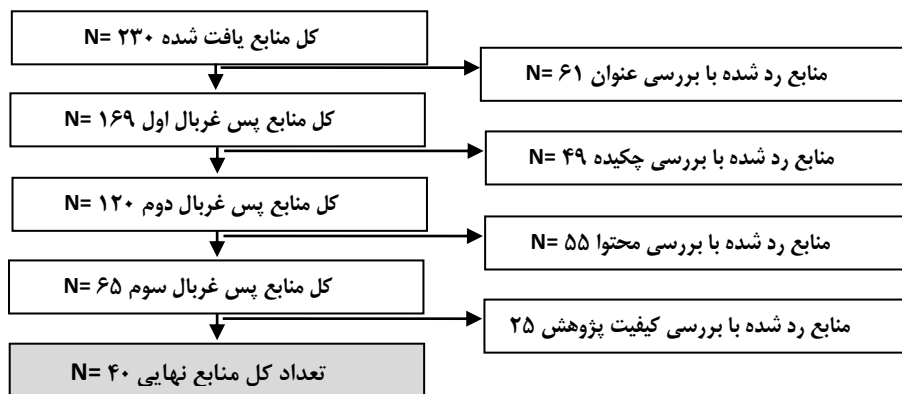 کل منابع یافت شده ۲۳۰ =N
منابع رد شده با بررسی عنوان ۶۱ =N
کل منابع پس غربال اول ۱۶۹ =N
منابع رد شده با بررسی چکیده ۴۹ =N
کل منابع پس غربال دوم ۱۲۰ =N
منابع رد شده با بررسی محتوا ۵۵ =N
کل منابع پس غربال سوم ۶۵ =N
منابع رد شده با بررسی کیفیت پژوهش ۲۵
تعداد کل منابع نهایی ۴۰ =N